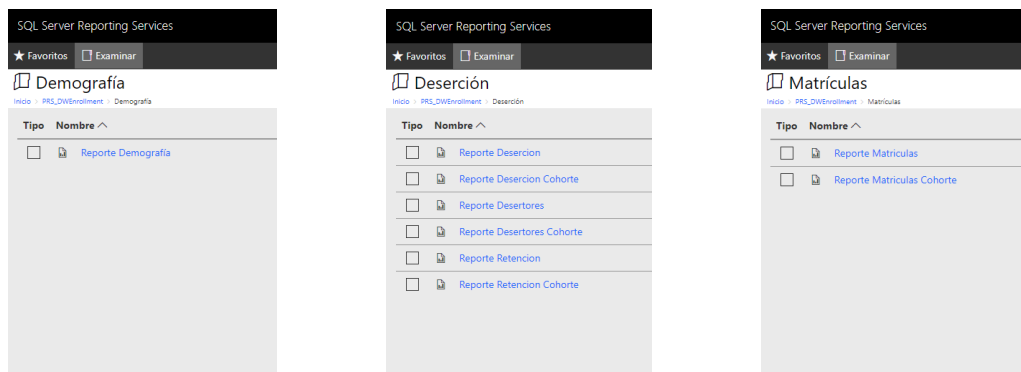 SQL Server Reporting Services
Favoritos Examinar
Demografía
Inicio > PRS_DWEnrollment > Demografía
Tipo Nombre
Reporte Demografía
SQL Server Reporting Services
Favoritos Examinar
Deserción
Inicio > PRS_DWEnrollment > Deserción
Tipo Nombre
Reporte Desercion
Reporte Desercion Cohorte
Reporte Desertores
Reporte Desertores Cohorte
Reporte Retencion
Reporte Retencion Cohorte
SQL Server Reporting Services
Favoritos Examinar
Matrículas
Inicio > PRS_DWEnrollment > Matrículas
Tipo Nombre
Reporte Matriculas
Reporte Matriculas Cohorte